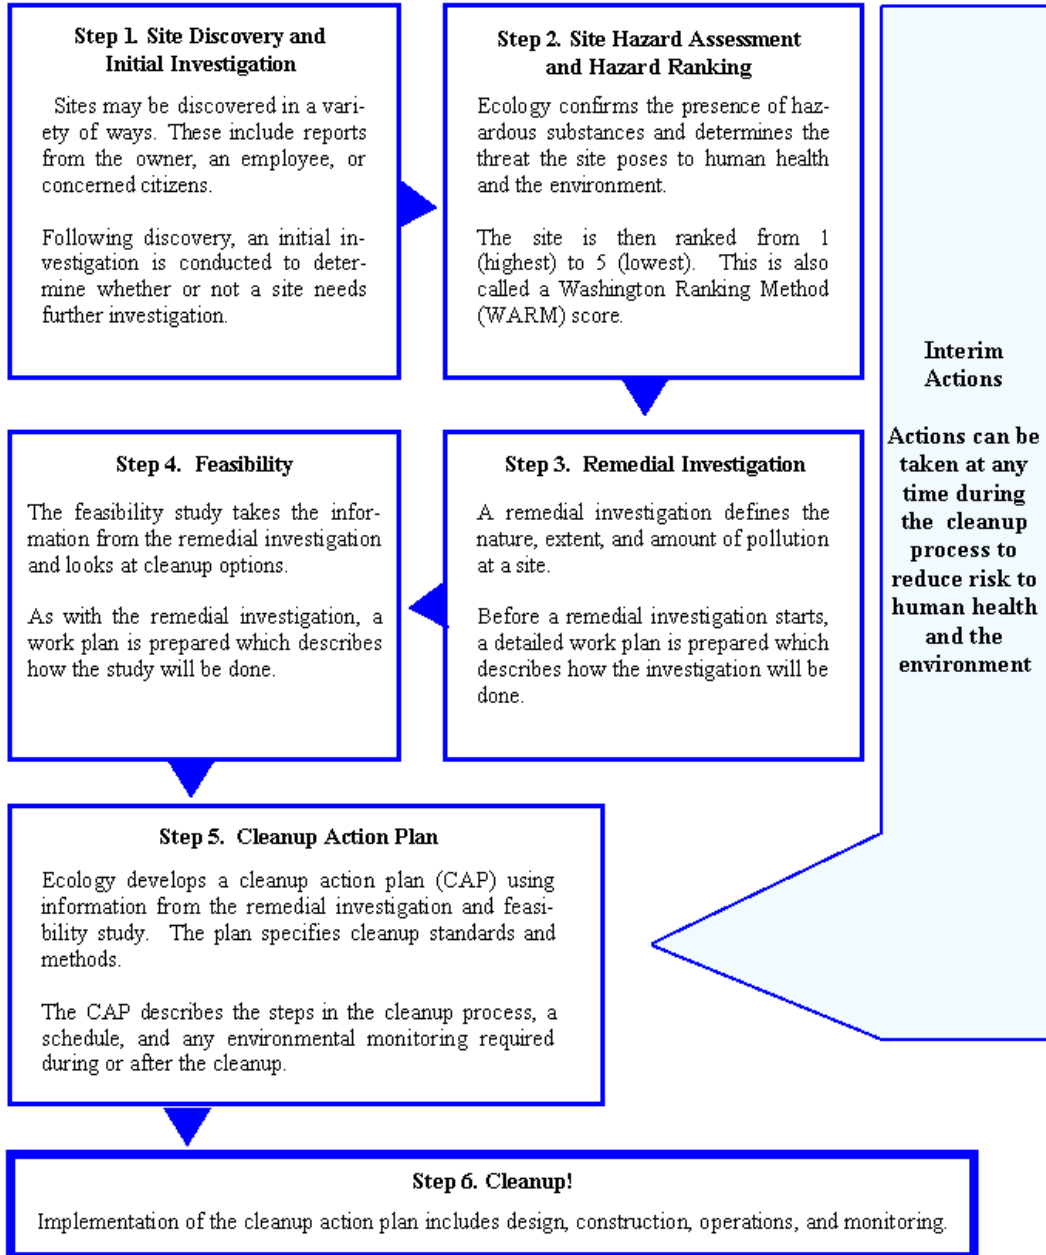 Step 1. Site Discovery and
Initial Investigation
Sites may be discovered in a vari-
ety of ways. These include reports
from the owner, an employee, or
concerned citizens.
Following discovery, an initial in-
vestigation is conducted to deter-
mine whether or not a site needs
further investigation.
Step 2. Site Hazard Assessment
and Hazard Ranking
Ecology confirms the presence of haz-
ardous substances and determines the
threat the site poses to human health
and the environment.
The site is then ranked from 1
(highest) to 5 (lowest). This is also
called a Washington Ranking Method
(WARM) score.
Step 3. Remedial Investigation
A remedial investigation defines the
nature, extent, and amount of pollution
at a site.
Before a remedial investigation starts,
a detailed work plan is prepared which
describes how the investigation will be
done.
Step 4. Feasibility
The feasibility study takes the infor-
mation from the remedial investigation
and looks at cleanup options.
As with the remedial investigation, a
work plan is prepared which describes
how the study will be done.
Step 5. Cleanup Action Plan
Ecology develops a cleanup action plan (CAP) using
information from the remedial investigation and feasi-
bility study. The plan specifies cleanup standards and
methods.
The CAP describes the steps in the cleanup process, a
schedule, and any environmental monitoring required
during or after the cleanup.
Step 6. Cleanup!
Implementation of the cleanup action plan includes design, construction, operations, and monitoring.
Interim
Actions
Actions can be
taken at any
time during
the cleanup
process to
reduce risk to
human health
and the
environment